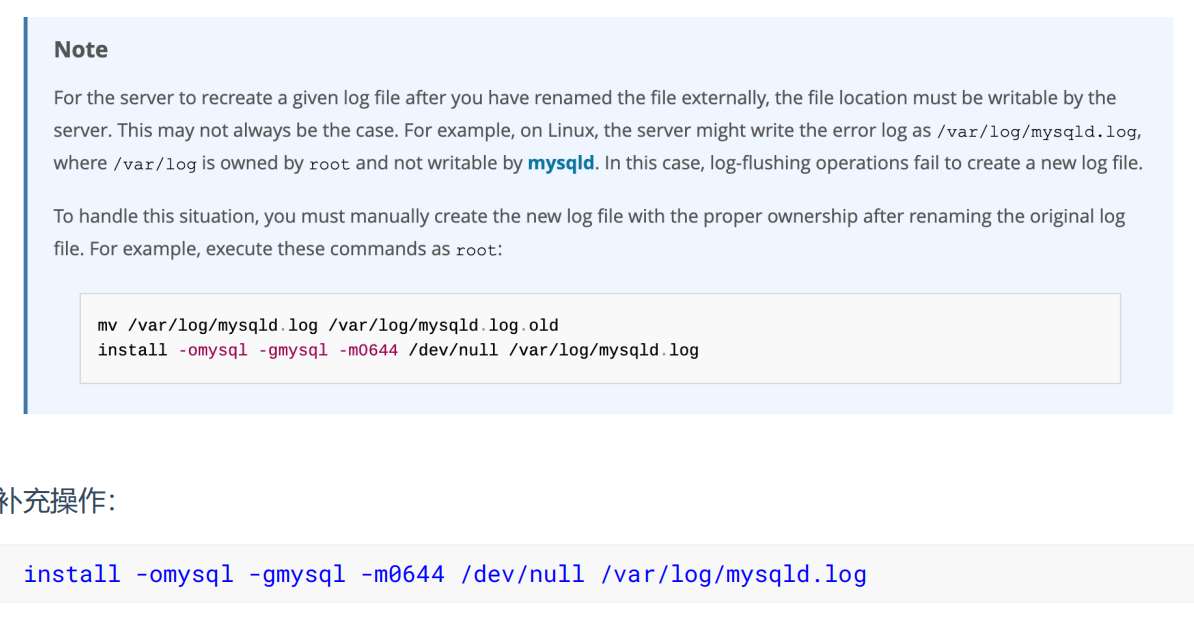 Note
For the server to recreate a given log file after you have renamed the file externally, the file location must be writable by the
server. This may not always be the case. For example, on Linux, the server might write the error log as /var/log/mysqld.log,
where /var/log is owned by root and not writable by mysqld. In this case, log-flushing operations fail to create a new log file.
To handle this situation, you must manually create the new log file with the proper ownership after renaming the original log
file. For example, execute these commands as root:
mv /var/log/mysqld.log /var/log/mysqld.log.old
install -omysql -gmysql -m0644 /dev/null /var/log/mysqld.log
补充操作：
install -omysql -gmysql -m0644 /dev/null /var/log/mysqld.log